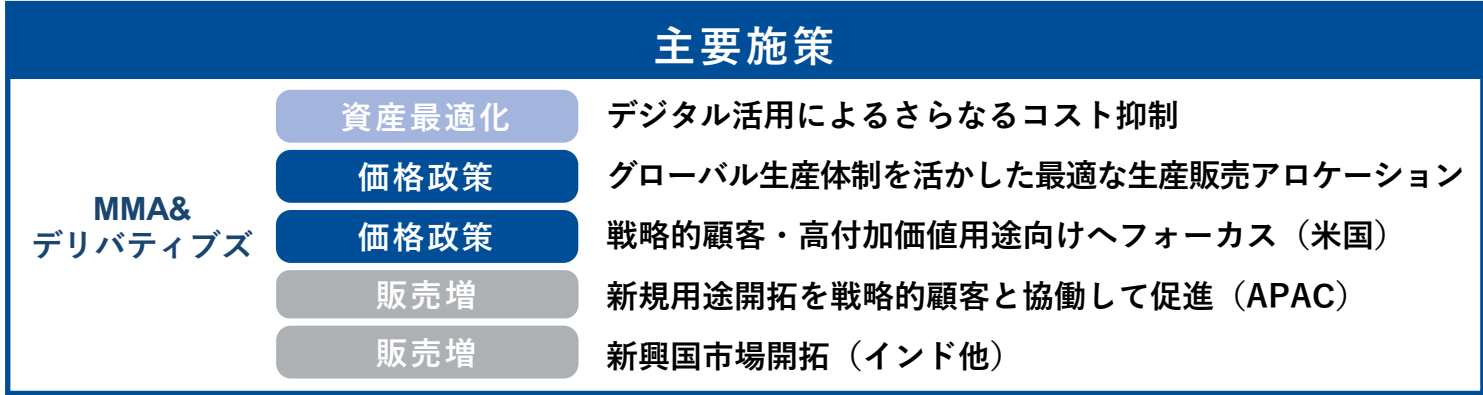 主要施策
MMA&
デリバティブズ
資産最適化 デジタル活用によるさらなるコスト抑制
価格政策 グローバル生産体制を活かした最適な生産販売アロケーション
価格政策 戦略的顧客・高付加価値用途向けへフォーカス（米国）
販売増 新規用途開拓を戦略的顧客と協働して促進（APAC）
販売増 新興国市場開拓（インド他）